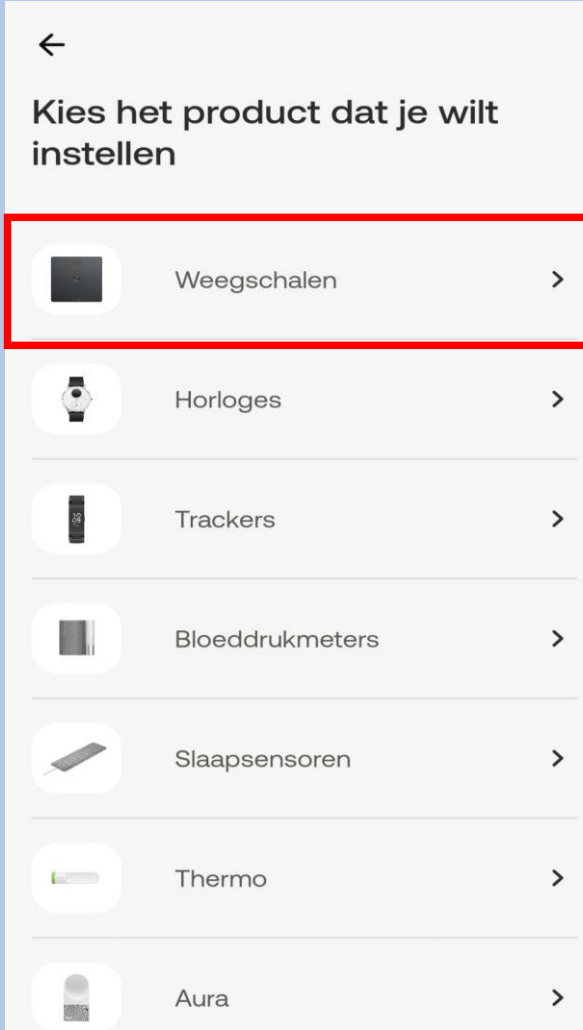 Kies het product dat je wilt
instellen
Weegschalen
Horloges
Trackers
Bloeddrukmeters
Slaapsensoren
Thermo
Aura